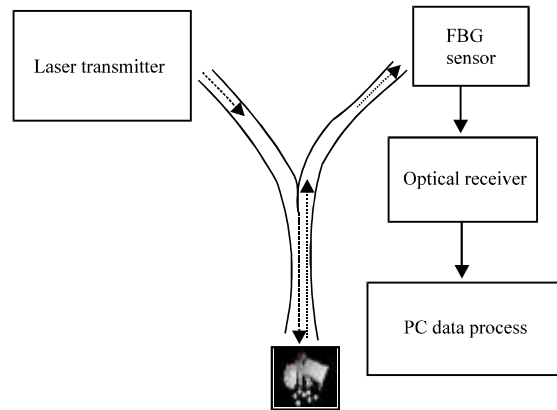 Laser transmitter
FBG
sensor
Optical receiver
PC data process